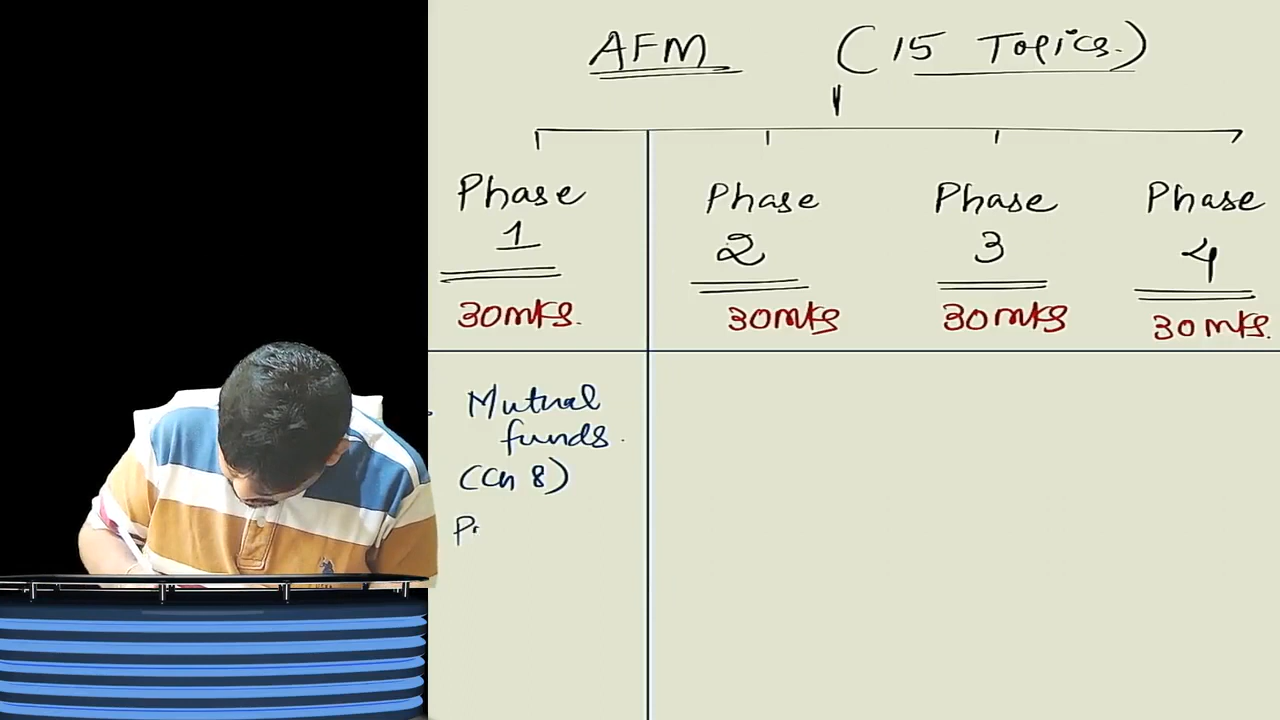 AFM (15 Topics.)
Phase 1 30mks.
Phase 2 30mks
Phase 3 30mks
Phase 4 30mks.
Mutual
funds.
(Ch 8)
Pr